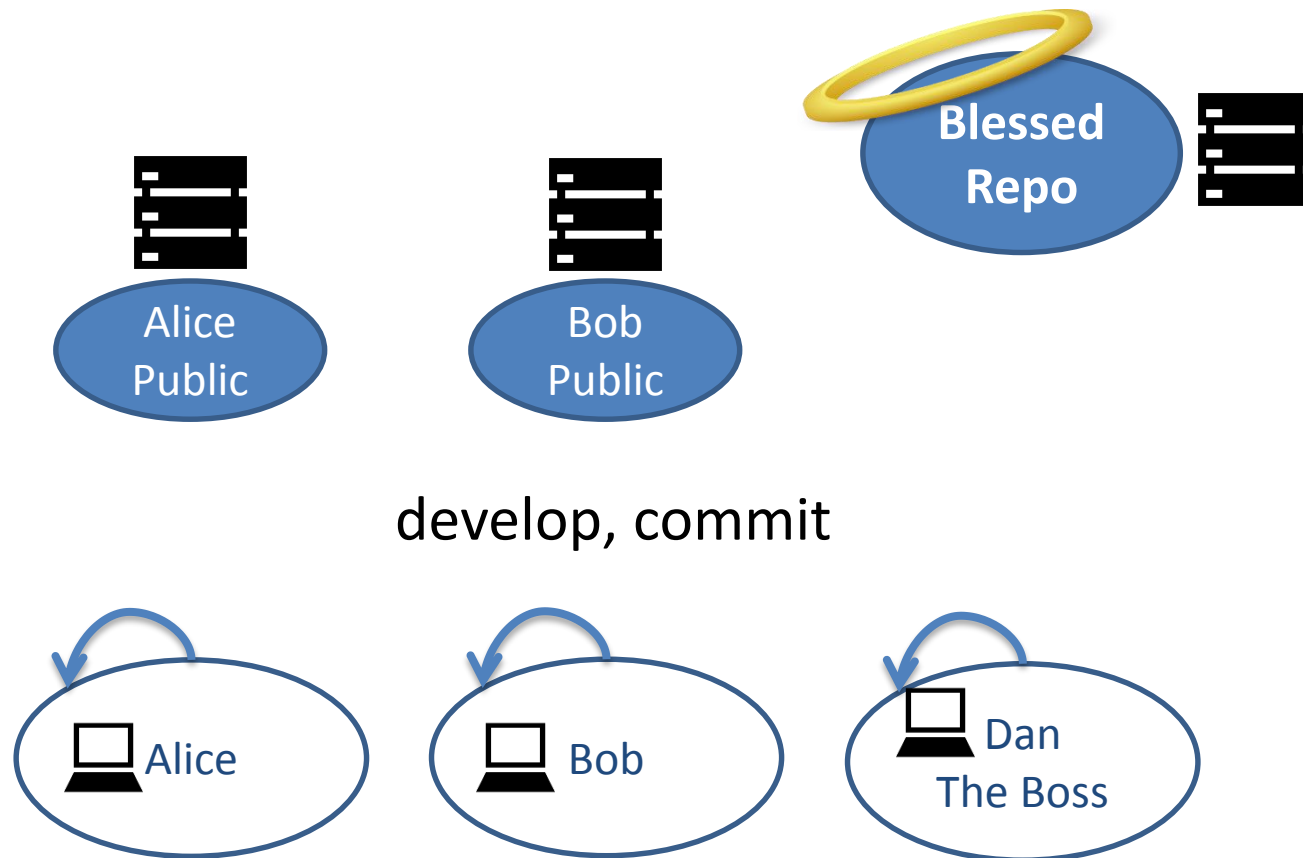 Blessed
Repo
Alice
Public
Bob
Public
develop, commit
Alice
Bob
Dan
The Boss